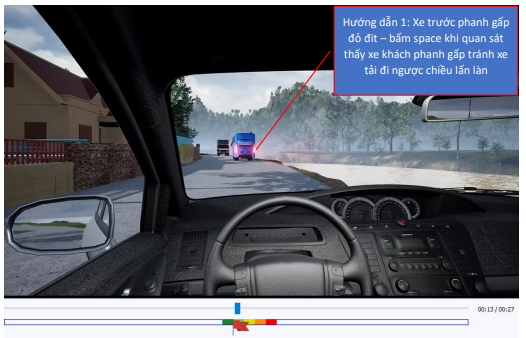 Hướng dẫn 1: Xe trước phanh gấp
đỏ đít – bấm space khi quan sát
thấy xe khách phanh gấp tránh xe
tải đi ngược chiều lấn làn
00:13 / 00:27